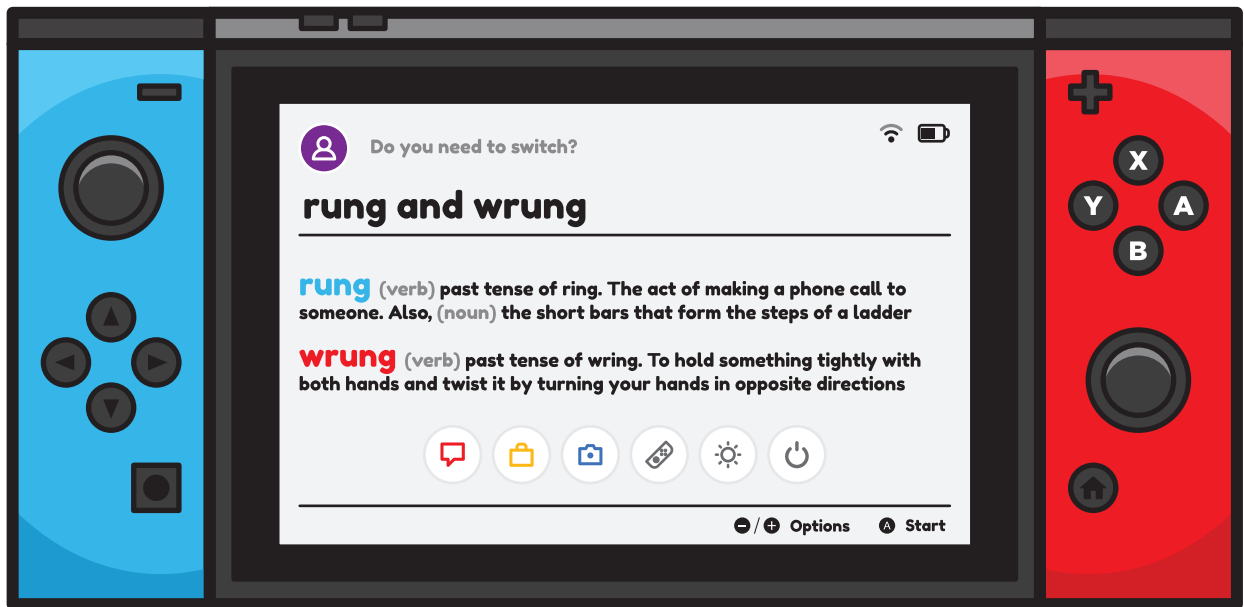 Do you need to switch?
rung and wrung
rung (verb) past tense of ring. The act of making a phone call to
someone. Also, (noun) the short bars that form the steps of a ladder
wrung (verb) past tense of wring. To hold something tightly with
both hands and twist it by turning your hands in opposite directions
/ Options A Start
X
Y A
B